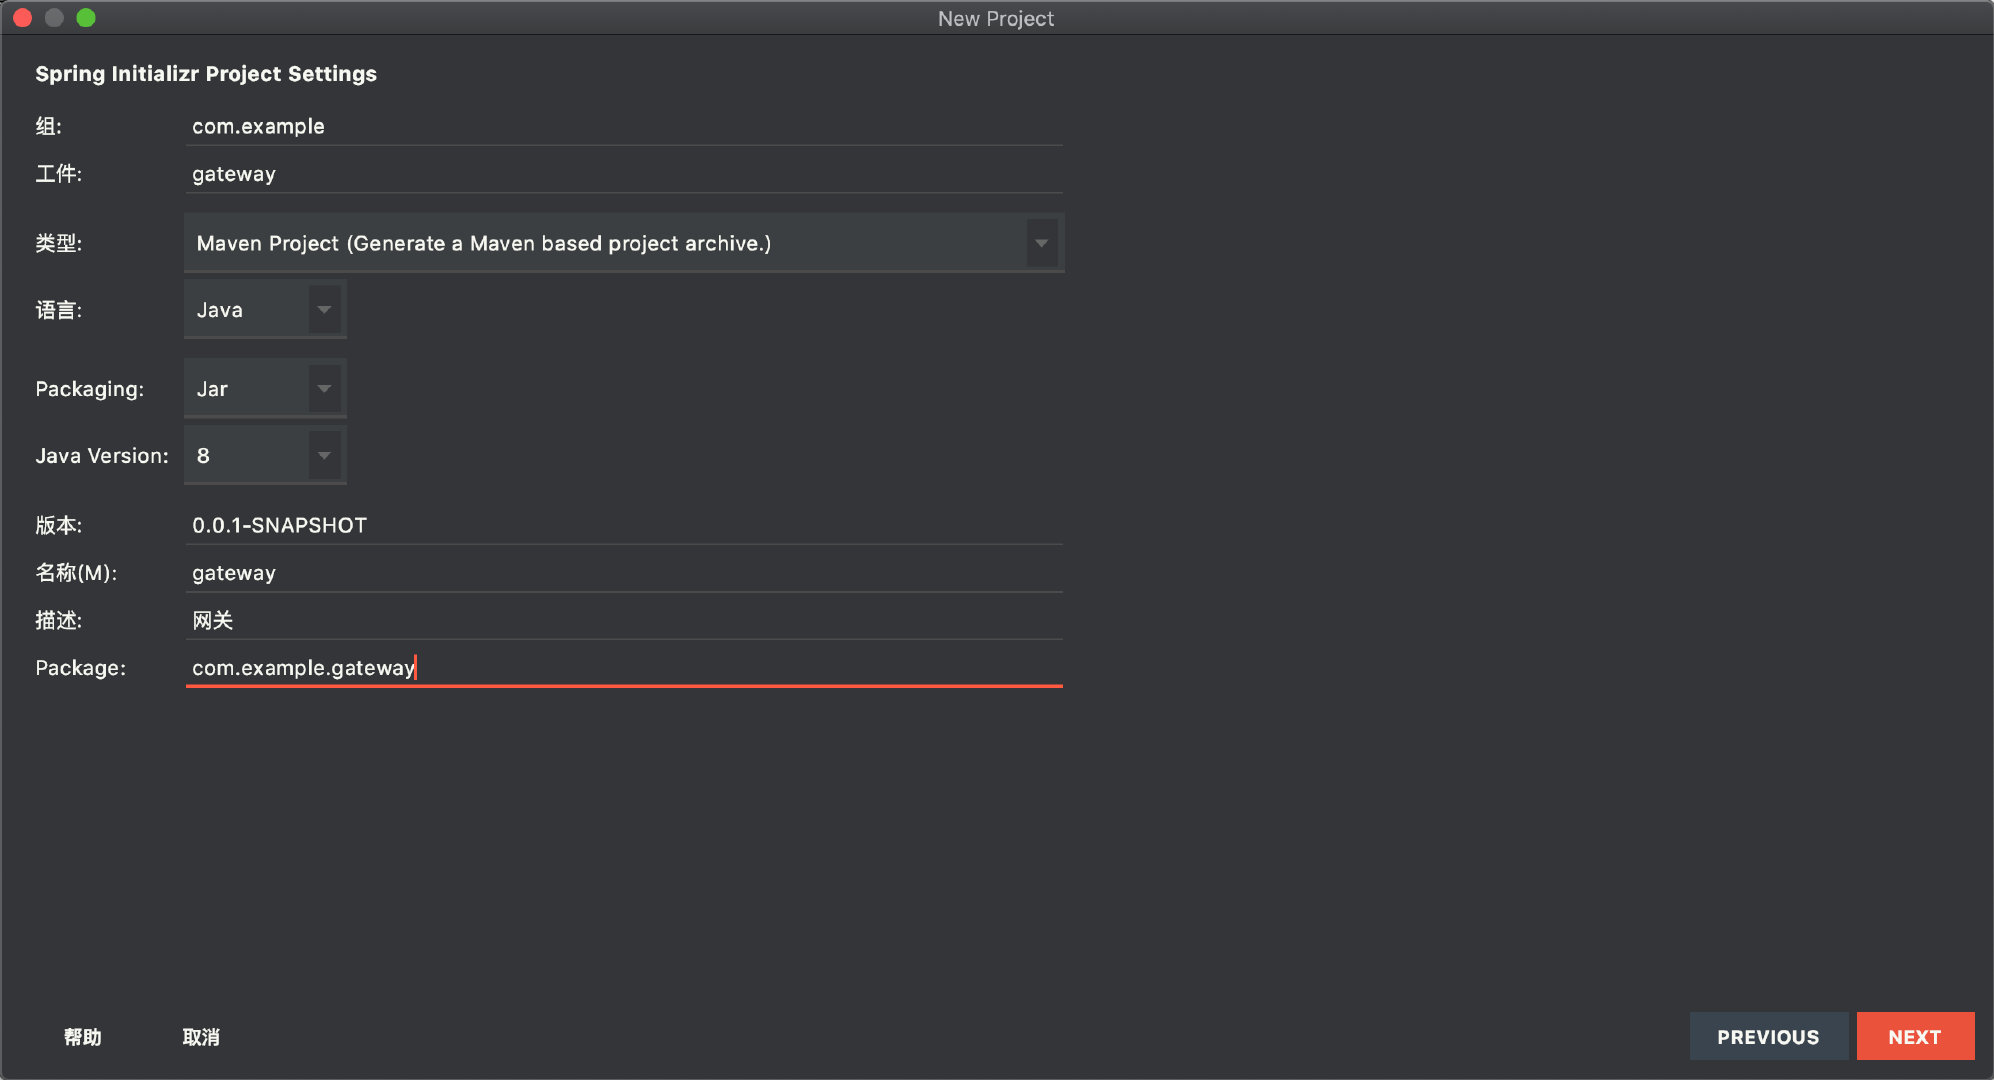 New Project
Spring Initializr Project Settings
组: com.example
工件: gateway
类型: Maven Project (Generate a Maven based project archive.)
语言: Java
Packaging: Jar
Java Version: 8
版本: 0.0.1-SNAPSHOT
名称(M): gateway
描述: 网关
Package: com.example.gateway
帮助 取消 PREVIOUS NEXT